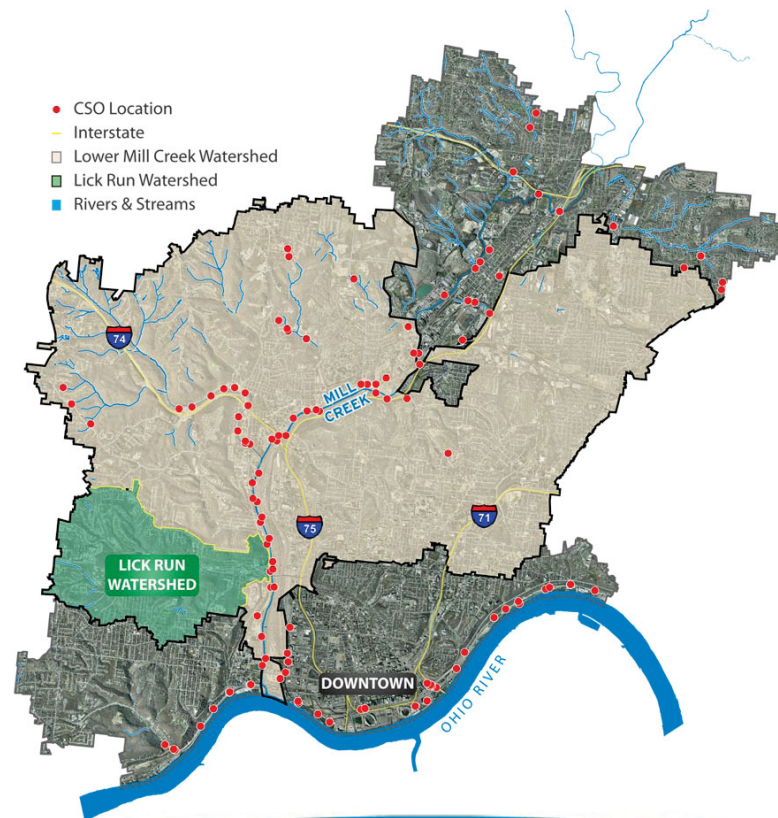 CSO Location
Interstate
Lower Mill Creek Watershed
Lick Run Watershed
Rivers & Streams
74
MILL
CREEK
75
71
LICK RUN
WATERSHED
DOWNTOWN
OHIO RIVER